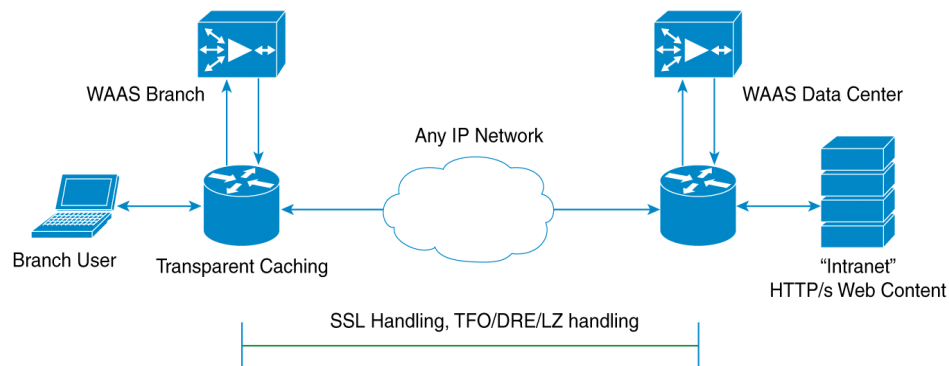 WAAS Branch
WAAS Data Center
Any IP Network
Branch User
Transparent Caching
“Intranet”
HTTP/s Web Content
SSL Handling, TFO/DRE/LZ handling